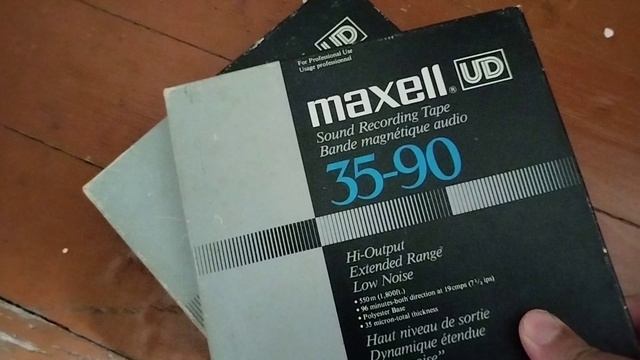 UD
For Professional Use
Usage professionnel
maxell® UD
Sound Recording Tape
Bande magnétique audio
35-90
Hi-Output
Extended Range
Low Noise
• 550 m (1,800ft.)
• 96 minutes-both direction at 19cmps (7½ ips)
• Polyester Base
• 35 micron-total thickness
Haut niveau de sortie
Dynamique étendue